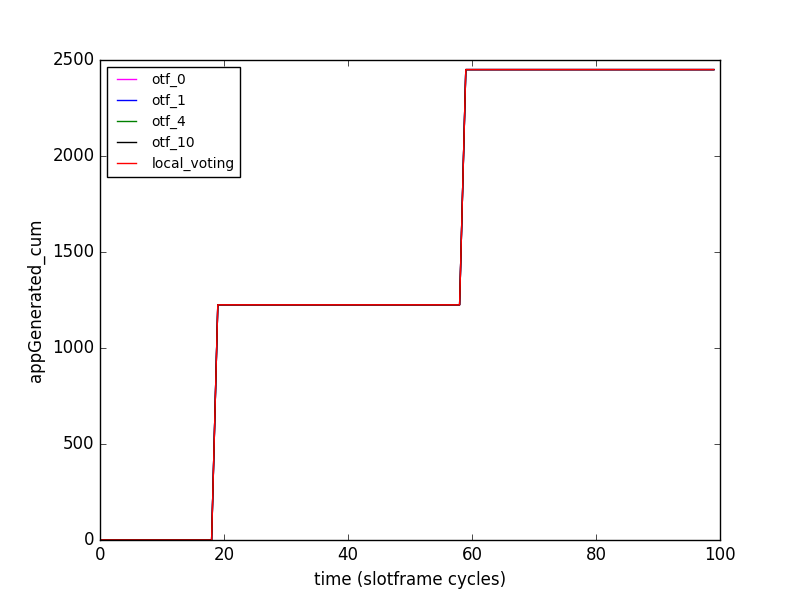 2500
2000
1500
1000
500
0
appGenerated_cum
otf_0
otf_1
otf_4
otf_10
local_voting
0 20 40 60 80 100
time (slotframe cycles)